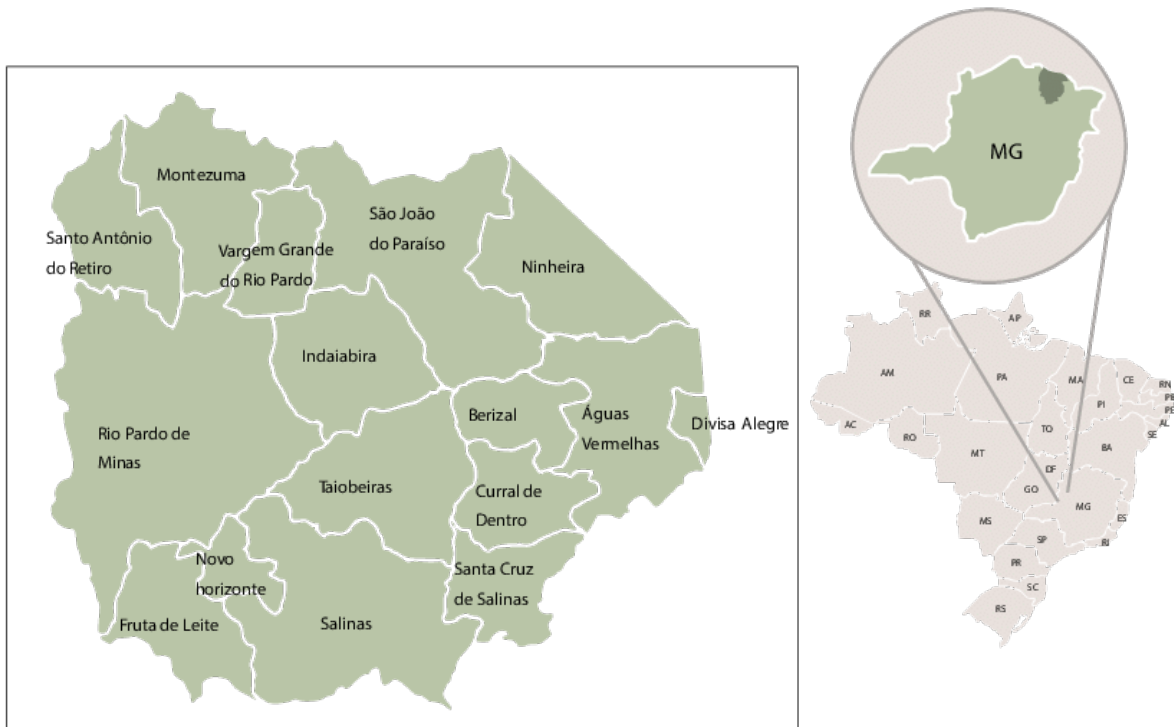 Montezuma
Santo Antônio
do Retiro
Vargem Grande
do Rio Pardo
São João
do Paraíso
Ninheira
Indaiabira
Rio Pardo de
Minas
Berizal
Águas
Vermelhas
Divisa Alegre
Taiobeiras
Curral de
Dentro
Novo
horizonte
Santa Cruz
de Salinas
Fruta de Leite
Salinas
MG
RR
AP
AM
PA
MA
CE
RN
PB
PE
AL
SE
PI
AC
RO
TO
BA
MT
DF
GO
MG
MS
ES
SP
RJ
PR
SC
RS